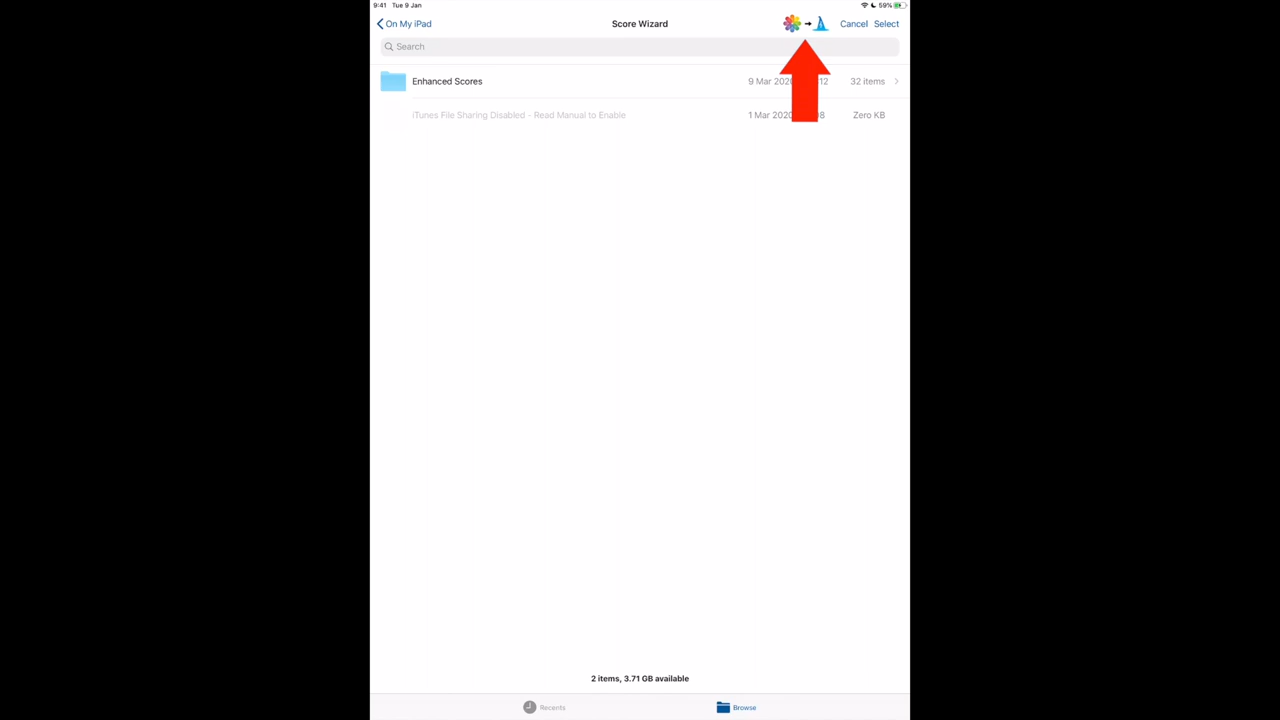 9:41 Tue 9 Jan 59%
On My iPad Score Wizard Cancel Select
Search
Enhanced Scores 9 Mar 2020 12 32 items
iTunes File Sharing Disabled - Read Manual to Enable 1 Mar 2020 8 Zero KB
2 items, 3.71 GB available
Recents Browse